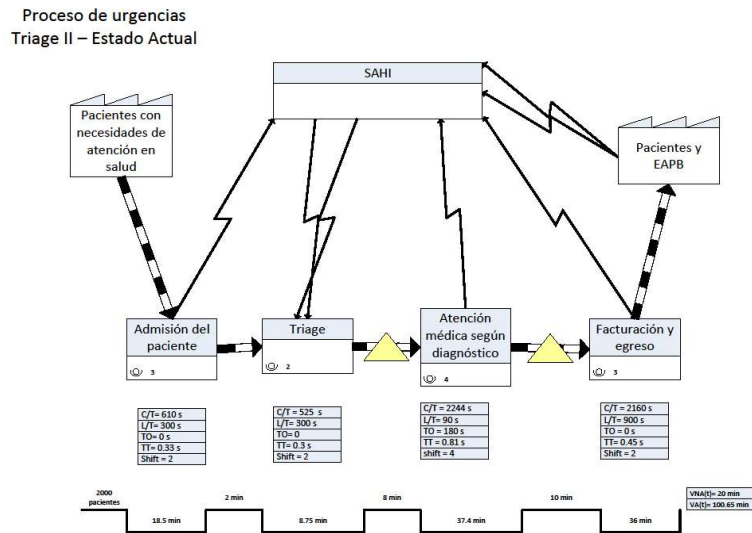 Proceso de urgencias
Triage II – Estado Actual
SAHI
Pacientes con
necesidades de
atención en
salud
Pacientes y
EAPB
Admisión del
paciente
3
Triage
2
Atención
médica según
diagnóstico
4
Facturación y
egreso
3
C/T= 610 s
L/T= 300 s
TO= 0 s
TT= 0.33 s
Shift = 2
C/T= 525 s
L/T= 300 s
TO= 0
TT= 0.3 s
Shift = 2
C/T = 2244 s
L/T= 90 s
TO = 180 s
TT= 0.81 s
shift = 4
C/T= 2160 s
L/T= 900 s
TO = 0 s
TT= 0.45 s
Shift = 2
2000
pacientes
18.5 min
2 min
8.75 min
8 min
37.4 min
10 min
36 min
VNA(t)= 20 min
VA(t)= 100.65 min